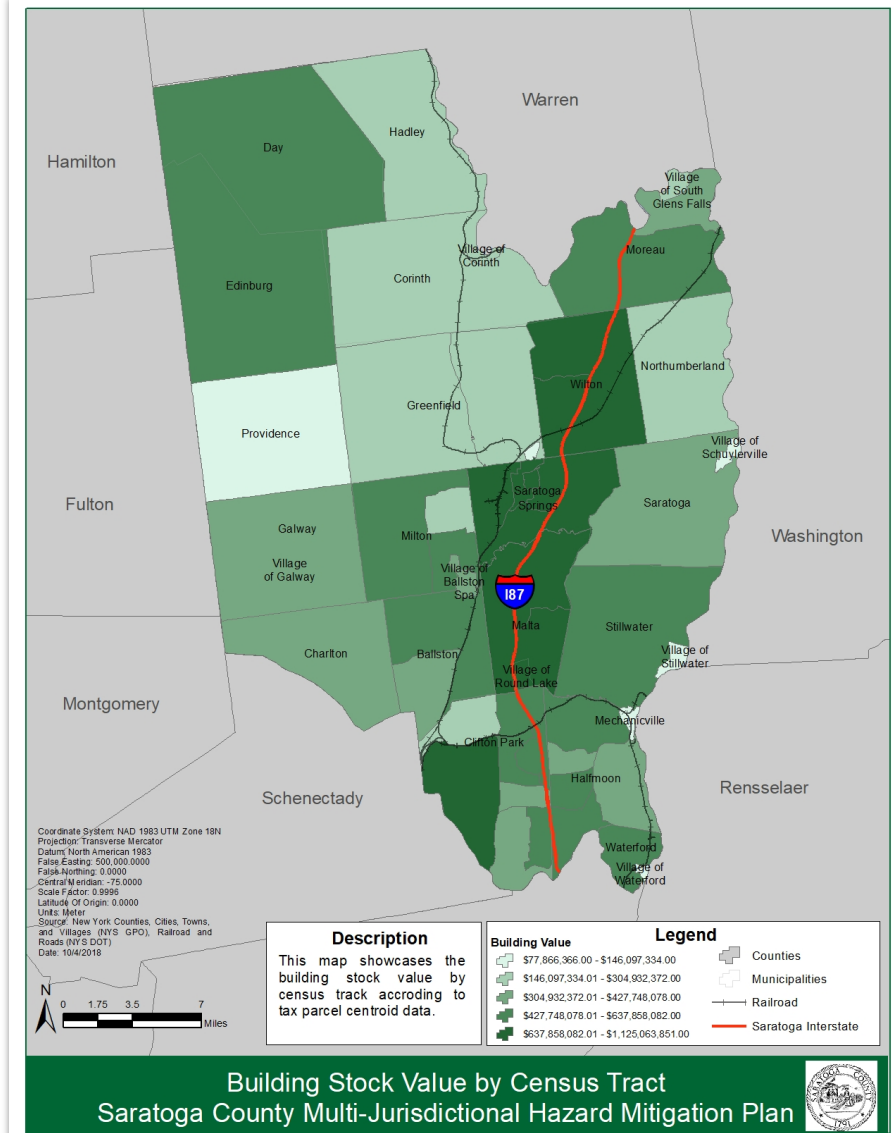 Warren
Hamilton
Hadley
Day
Village
of South
Glens Falls
Village of
Corinth
Moreau
Corinth
Edinburg
Northumberland
Wilton
Greenfield
Providence
Village of
Schuylerville
Saratoga
Springs
Saratoga
Fulton
Galway
Milton
Washington
Village
of Galway
Village of
Ballston
Spa
I87
Malta
Stillwater
Charlton
Ballston
Village of
Stillwater
Village of
Round Lake
Montgomery
Mechanicville
Clifton Park
Halfmoon
Rensselaer
Schenectady
Waterford
Village of
Waterford
Coordinate System: NAD 1983 UTM Zone 18N
Projection: Transverse Mercator
Datum: North American 1983
False Easting: 500,000.0000
False Northing: 0.0000
Central Meridian: -75.0000
Scale Factor: 0.9996
Latitude Of Origin: 0.0000
Units: Meter
Source: New York Counties, Cities, Towns,
and Villages (NYS GPO), Railroad and
Roads (NYS DOT)
Date: 10/4/2018
N
0 1.75 3.5 7
Miles
Description
This map showcases the
building stock value by
census track accroding to
tax parcel centroid data.
Legend
Building Value
$77,866,366.00 - $146,097,334.00
$146,097,334.01 - $304,932,372.00
$304,932,372.01 - $427,748,078.00
$427,748,078.01 - $637,858,082.00
$637,858,082.01 - $1,125,063,851.00
Counties
Municipalities
Railroad
Saratoga Interstate
Building Stock Value by Census Tract
Saratoga County Multi-Jurisdictional Hazard Mitigation Plan
SARATOGA COUNTY
1791